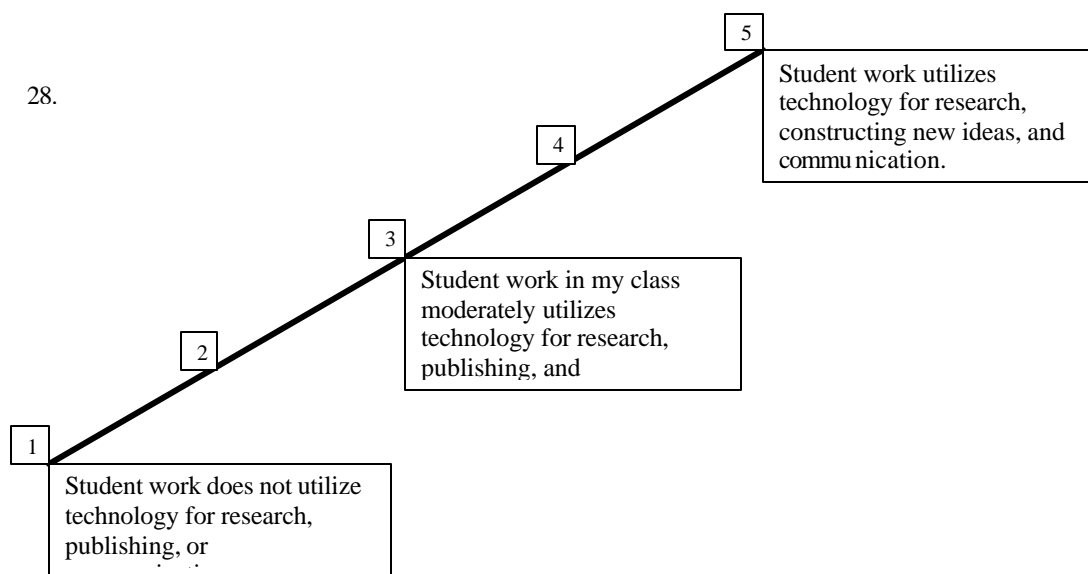 5
Student work utilizes
technology for research,
constructing new ideas, and
communication.
28.
4
3
Student work in my class
moderately utilizes
technology for research,
publishing, and
2
1
Student work does not utilize
technology for research,
publishing, or